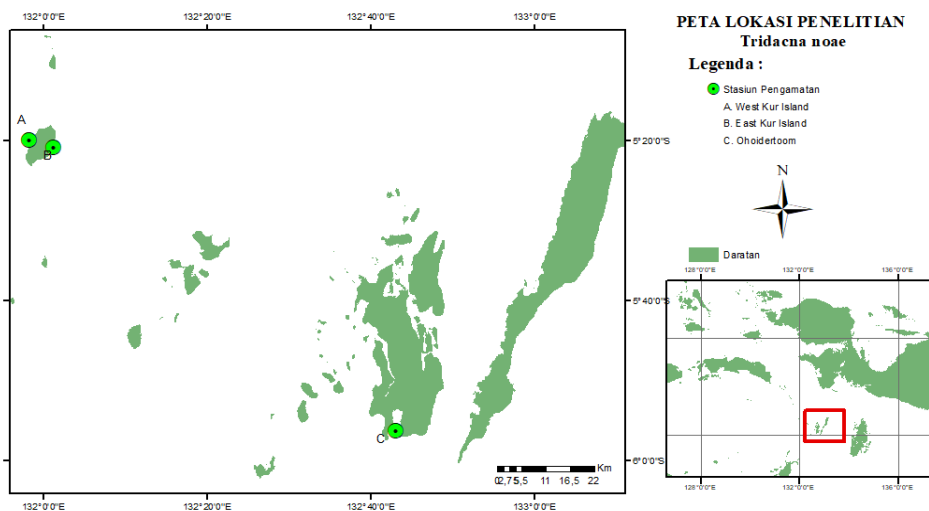 132°0'0"E 132°20'0"E 132°40'0"E 133°0'0"E
A
B
C
5°20'0"S
5°40'0"S
6°0'0"S
Km
0 2,75 5,5 11 16,5 22
132°0'0"E 132°20'0"E 132°40'0"E 133°0'0"E
PETA LOKASI PENELITIAN
Tridacna noae
Legenda :
Stasiun Pengamatan
A. West Kur Island
B. East Kur Island
C. Ohoidertoom
N
Daratan
128°0'0"E 132°0'0"E 136°0'0"E
128°0'0"E 132°0'0"E 136°0'0"E